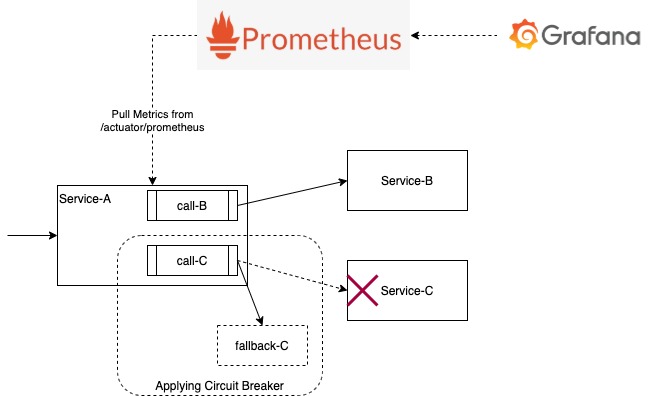 Prometheus
Grafana
Pull Metrics from
/actuator/prometheus
Service-A
call-B
Service-B
call-C
Service-C
fallback-C
Applying Circuit Breaker